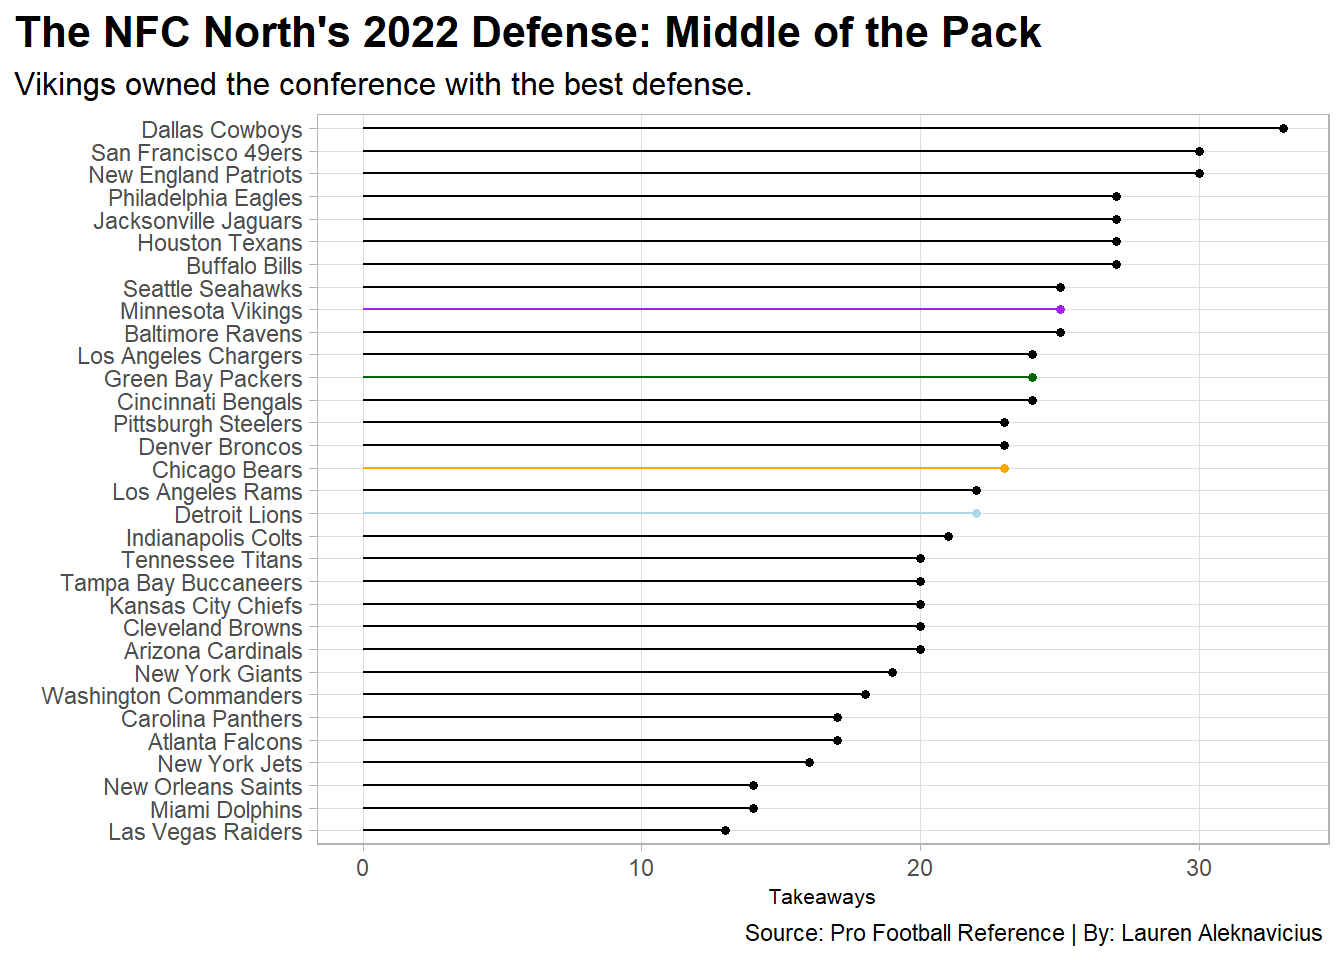 The NFC North's 2022 Defense: Middle of the Pack
Vikings owned the conference with the best defense.
Dallas Cowboys
San Francisco 49ers
New England Patriots
Philadelphia Eagles
Jacksonville Jaguars
Houston Texans
Buffalo Bills
Seattle Seahawks
Minnesota Vikings
Baltimore Ravens
Los Angeles Chargers
Green Bay Packers
Cincinnati Bengals
Pittsburgh Steelers
Denver Broncos
Chicago Bears
Los Angeles Rams
Detroit Lions
Indianapolis Colts
Tennessee Titans
Tampa Bay Buccaneers
Kansas City Chiefs
Cleveland Browns
Arizona Cardinals
New York Giants
Washington Commanders
Carolina Panthers
Atlanta Falcons
New York Jets
New Orleans Saints
Miami Dolphins
Las Vegas Raiders
0 10 20 30
Takeaways
Source: Pro Football Reference | By: Lauren Aleknavicius